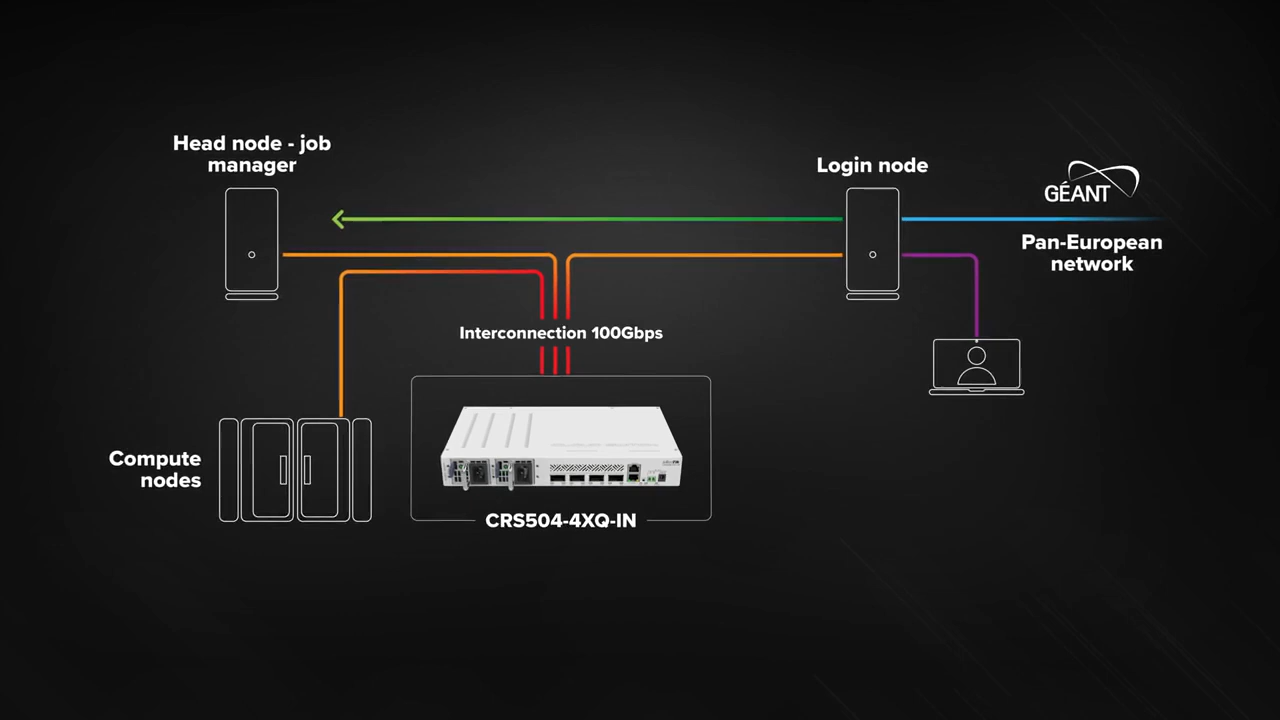 Head node - job
manager
Login node
GÉANT
Pan-European
network
Interconnection 100Gbps
Compute
nodes
CRS504-4XQ-IN